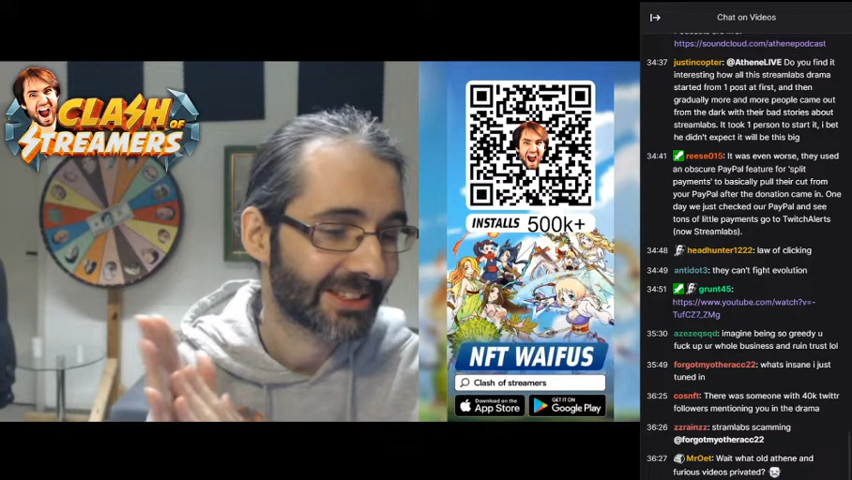 CLASH
OF
STREAMERS
INSTALLS 500k+
NFT WAIFUS
Clash of streamers
Download on the
App Store
GET IT ON
Google Play
Chat on Videos
https://soundcloud.com/athenepodcast
34:37 justincopter: @AtheneLIVE Do you find it
interesting how all this streamlabs drama
started from 1 post at first, and then
gradually more and more people came out
from the dark with their bad stories about
streamlabs. It took 1 person to start it, i bet
he didn't expect it will be this big
34:41 reese015: It was even worse, they used
an obscure PayPal feature for 'split
payments' to basically pull their cut from
your PayPal after the donation came in. One
day we just checked our PayPal and see
tons of little payments go to TwitchAlerts
(now Streamlabs).
34:48 headhunter1222: law of clicking
34:49 antidot3: they can't fight evolution
34:51 grunt45:
https://www.youtube.com/watch?v=-
TufCZ7_ZMg
35:30 azezeqsqd: imagine being so greedy u
fuck up ur whole business and ruin trust lol
35:49 forgotmyotheracc22: whats insane i just
tuned in
36:25 cosnft: There was someone with 40k twittr
followers mentioning you in the drama
36:26 zzrainzz: stramlabs scamming
@forgotmyotheracc22
36:27 MrOet: Wait what old athene and
furious videos privated?